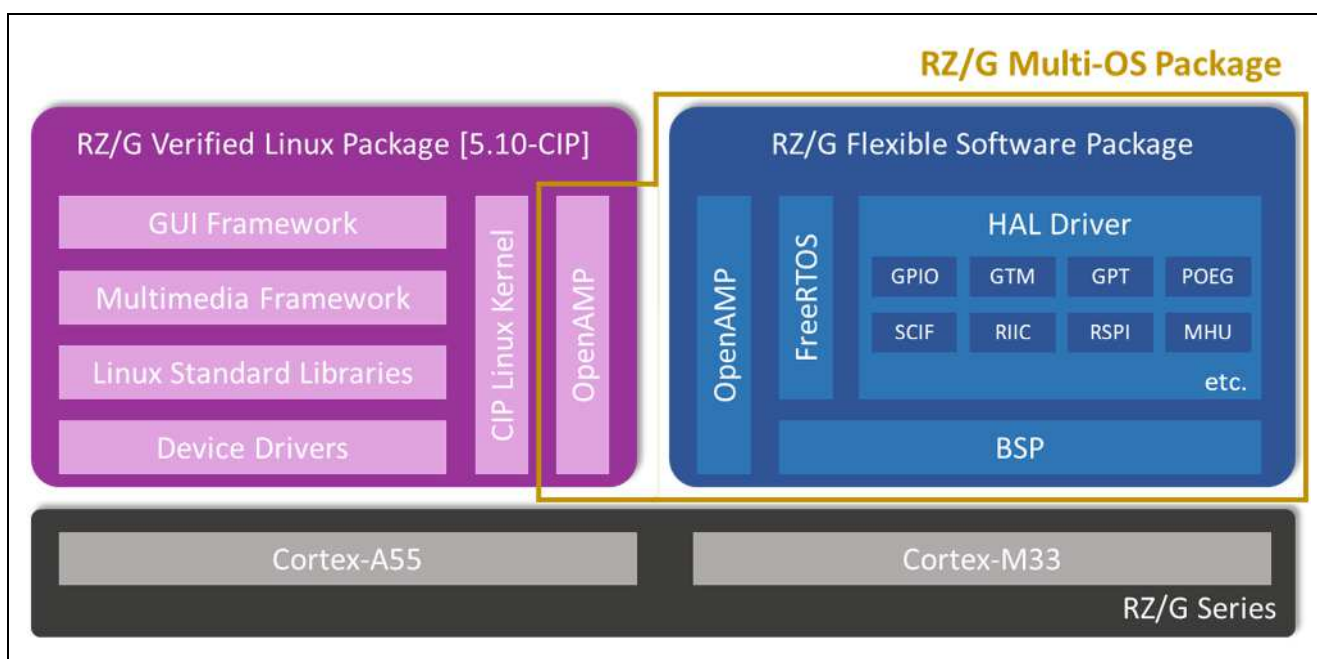 RZ/G Multi-OS Package
RZ/G Verified Linux Package [5.10-CIP]
GUI Framework
Multimedia Framework
Linux Standard Libraries
Device Drivers
CIP Linux Kernel
OpenAMP
RZ/G Flexible Software Package
OpenAMP
FreeRTOS
HAL Driver
GPIO GTM GPT POEG
SCIF RIIC RSPI MHU
etc.
BSP
Cortex-A55
Cortex-M33
RZ/G Series